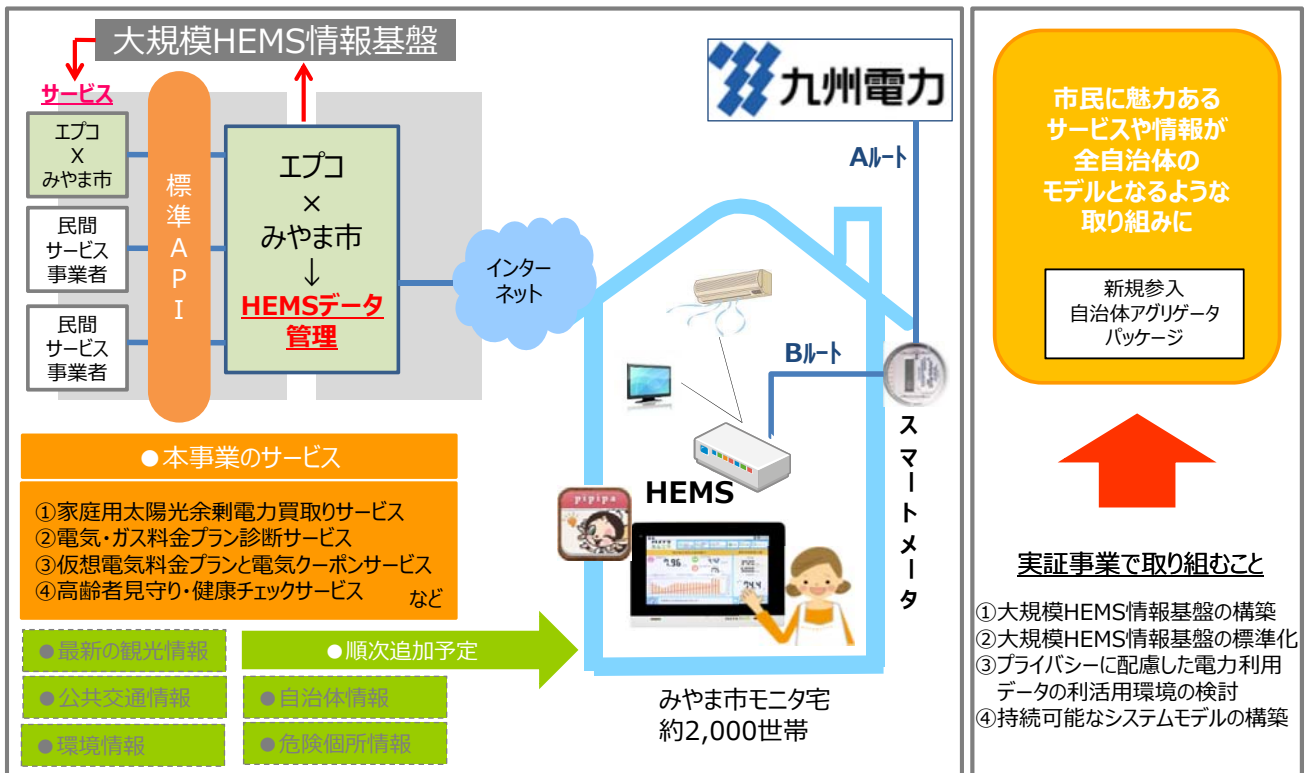 大規模HEMS情報基盤
サービス
エプコ
X
みやま市
民間
サービス
事業者
民間
サービス
事業者
標準API
エプコ
×
みやま市
↓
HEMSデータ
管理
インター
ネット
九州電力
Aルート
Bルート
スマートメータ
HEMS
pipipa
みやま市モニタ宅
約2,000世帯
●本事業のサービス
①家庭用太陽光余剰電力買取りサービス
②電気・ガス料金プラン診断サービス
③仮想電気料金プランと電気クーポンサービス
④高齢者見守り・健康チェックサービス
など
●最新の観光情報
●順次追加予定
●公共交通情報
●自治体情報
●環境情報
●危険個所情報
市民に魅力ある
サービスや情報が
全自治体の
モデルとなるような
取り組みに
新規参入
自治体アグリゲータ
パッケージ
実証事業で取り組むこと
①大規模HEMS情報基盤の構築
②大規模HEMS情報基盤の標準化
③プライバシーに配慮した電力利用
データの利活用環境の検討
④持続可能なシステムモデルの構築